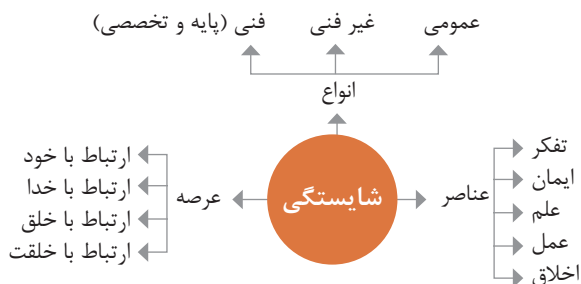 عمومی
غیر فنی
فنی (پایه و تخصصی)
انواع
شایستگی
عناصر
تفکر
ایمان
علم
عمل
اخلاق
عرصه
ارتباط با خود
ارتباط با خدا
ارتباط با خلق
ارتباط با خلقت